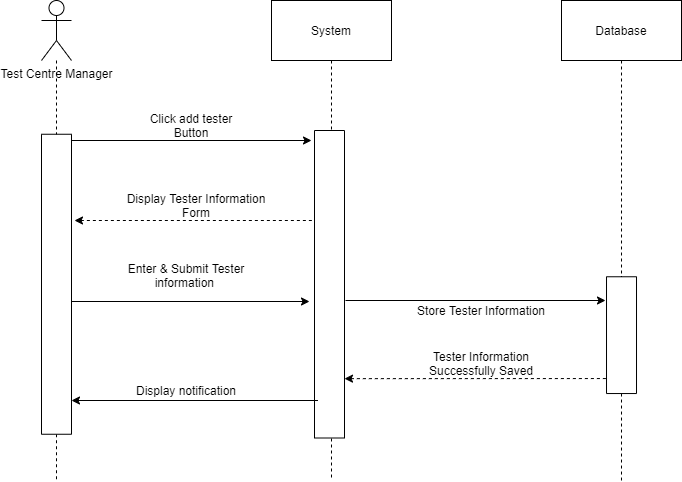 System
Database
Test Centre Manager
Click add tester
Button
Display Tester Information
Form
Enter & Submit Tester
information
Store Tester Information
Tester Information
Successfully Saved
Display notification